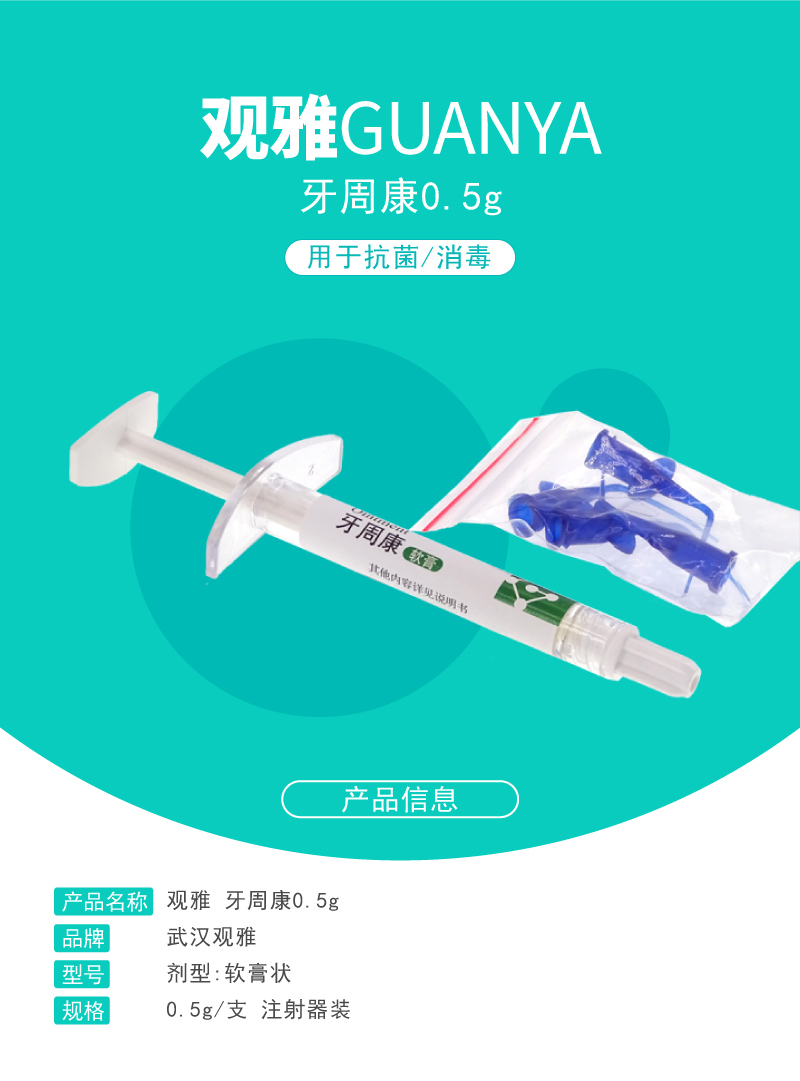 观雅GUANYA
牙周康0.5g
用于抗菌/消毒
Ointment
牙周康 软膏
其他内容详见说明书
产品信息
产品名称 观雅 牙周康0.5g
品牌 武汉观雅
型号 剂型:软膏状
规格 0.5g/支 注射器装